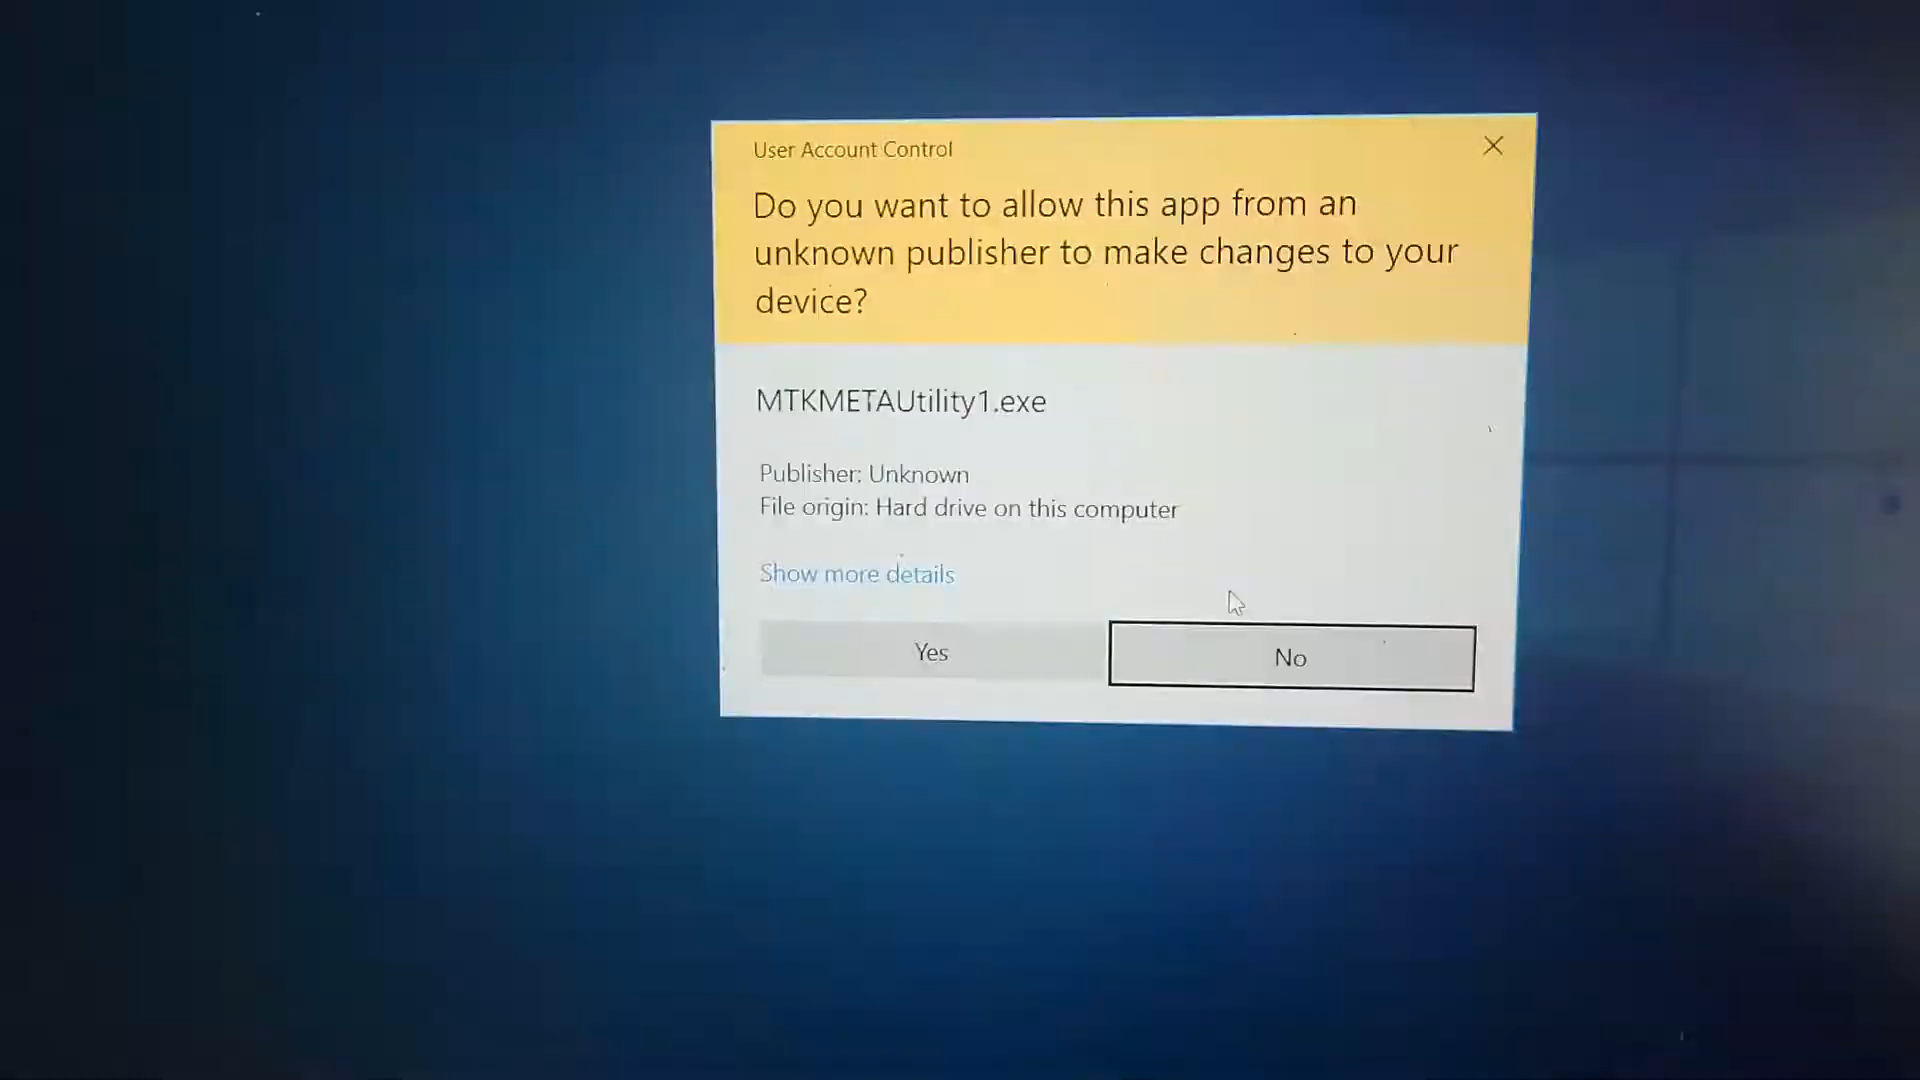 User Account Control
Do you want to allow this app from an
unknown publisher to make changes to your
device?
MTKMETAUtility1.exe
Publisher: Unknown
File origin: Hard drive on this computer
Show more details
Yes
No